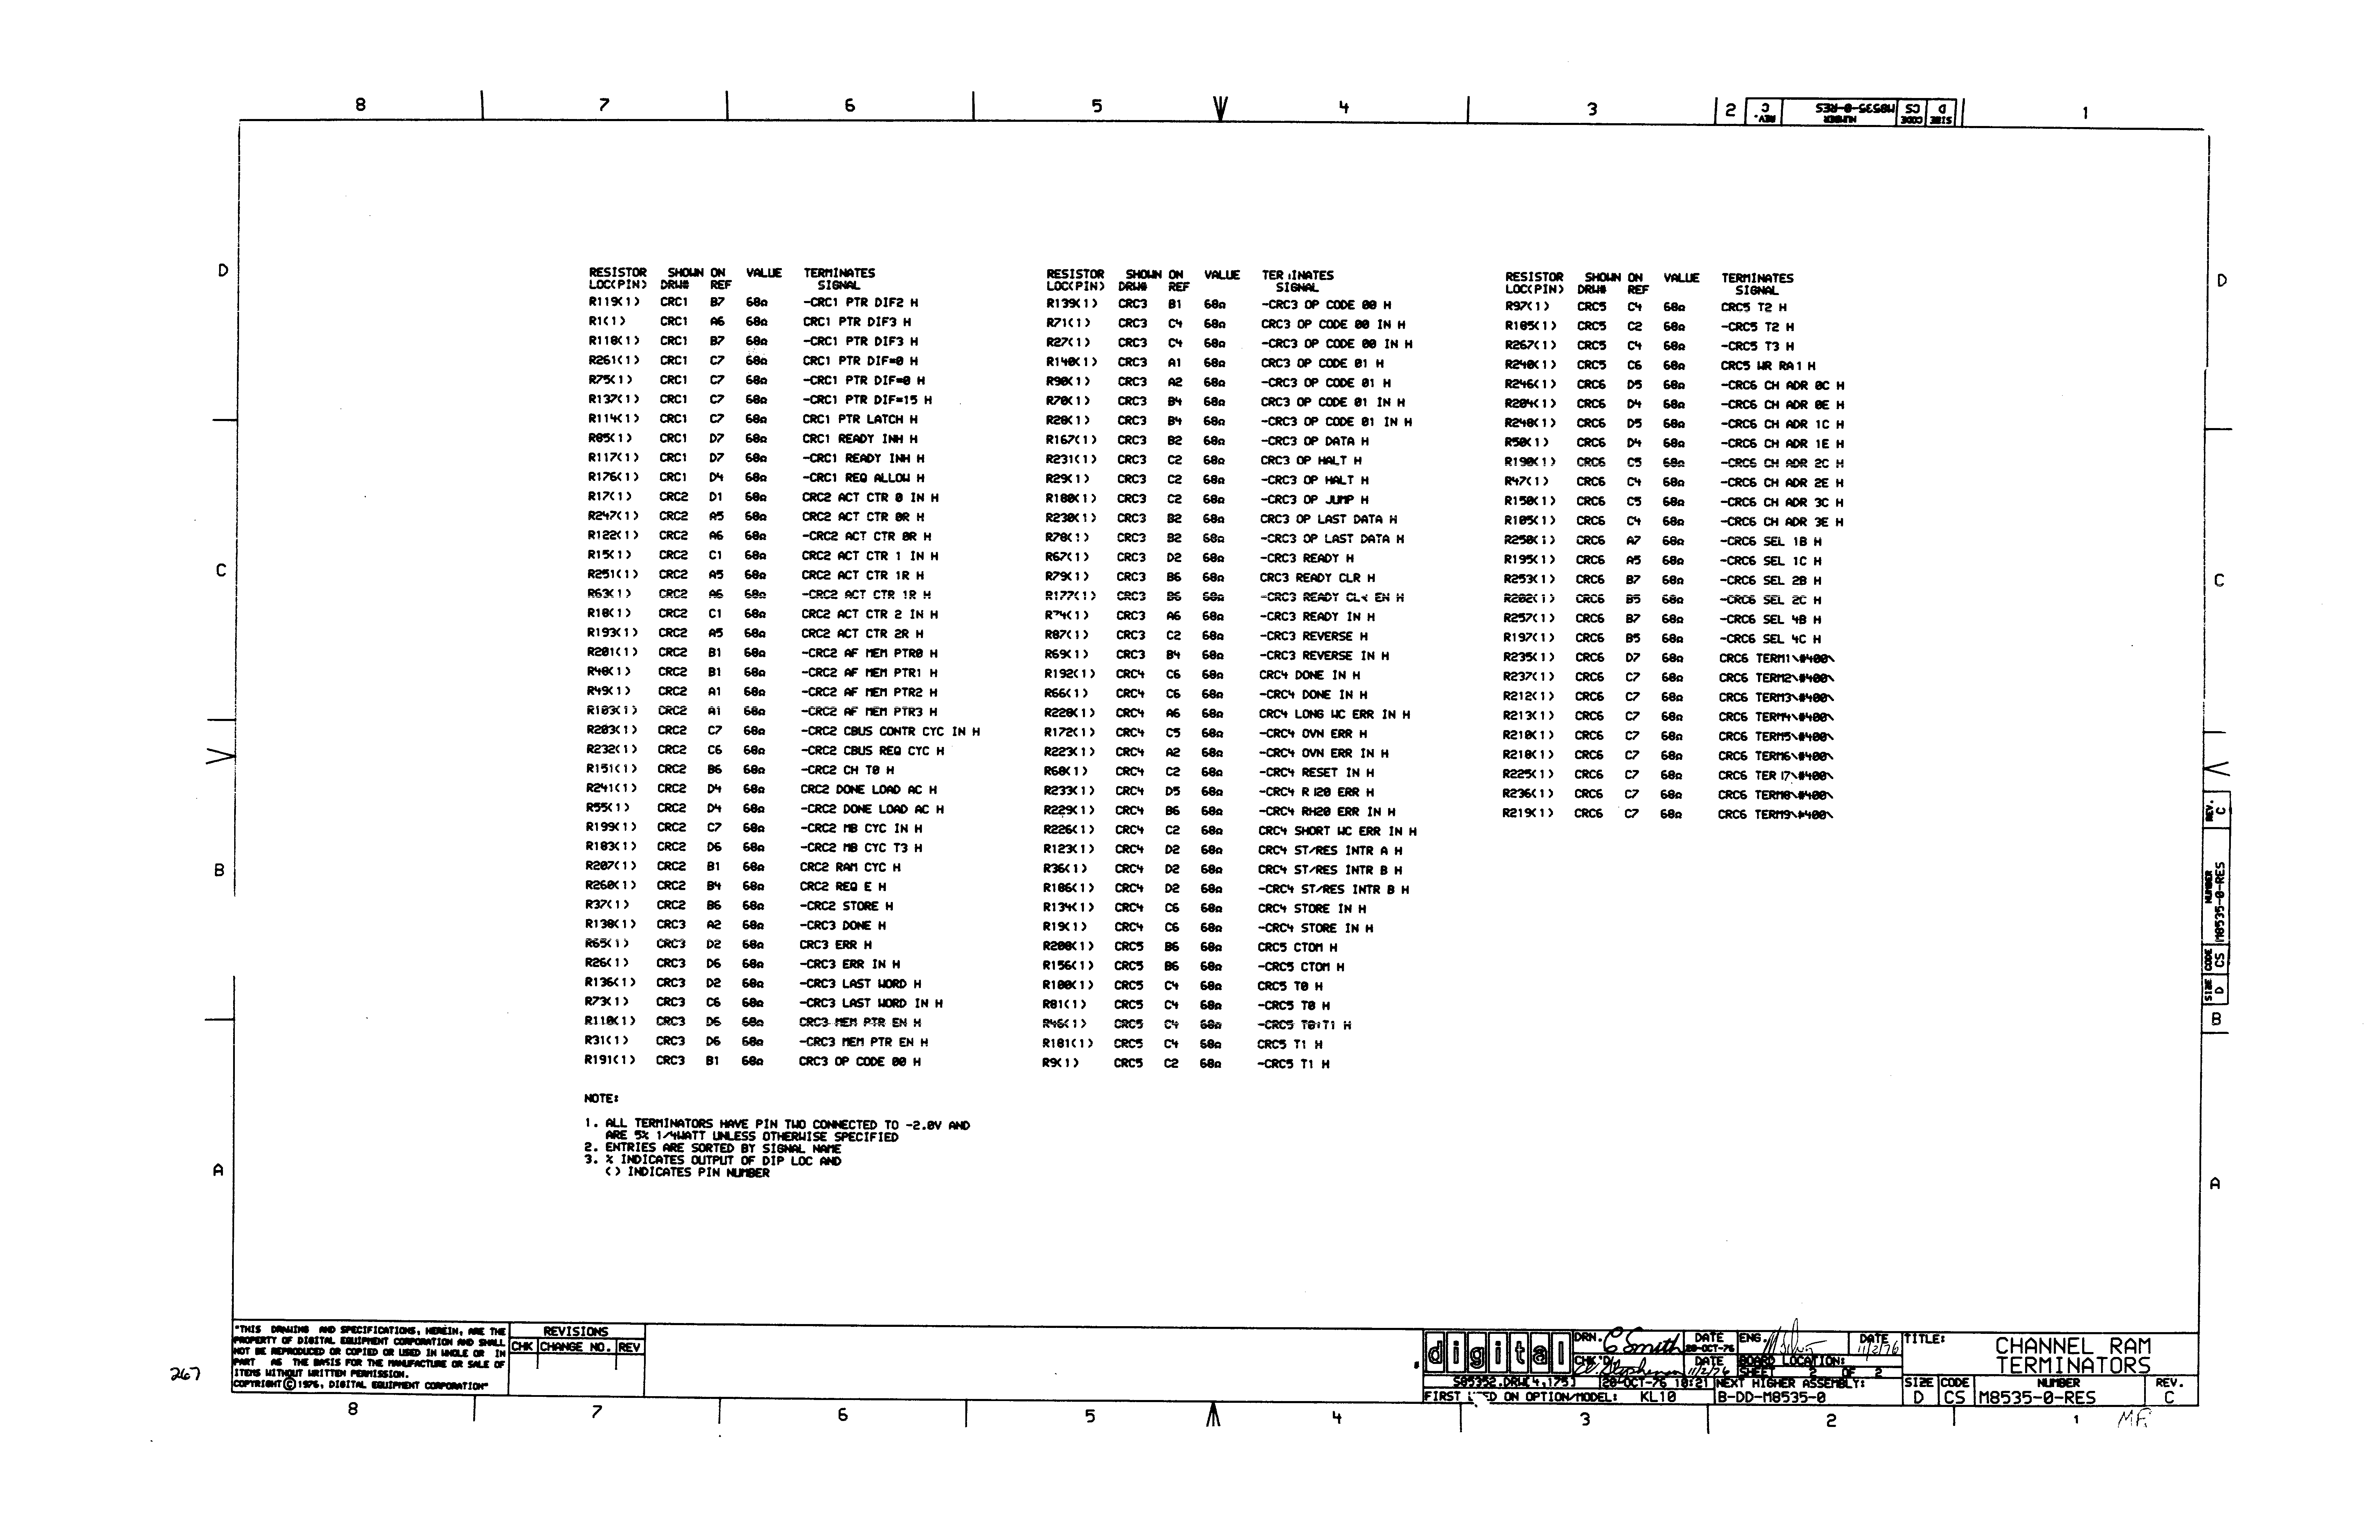 8 7 6 5 4 3 2 1
REV. C NUMBER M8535-0-RES CODE CS SIZE D
D
C
B
A
RESISTOR SHOWN ON VALUE TERMINATES
LOC(PIN) DRW# REF SIGNAL
R119(1) CRC1 B7 68Ω -CRC1 PTR DIF2 H
R1(1) CRC1 A6 68Ω CRC1 PTR DIF3 H
R118(1) CRC1 B7 68Ω -CRC1 PTR DIF3 H
R261(1) CRC1 C7 68Ω CRC1 PTR DIF=0 H
R75(1) CRC1 C7 68Ω -CRC1 PTR DIF=0 H
R137(1) CRC1 C7 68Ω -CRC1 PTR DIF=15 H
R114(1) CRC1 C7 68Ω CRC1 PTR LATCH H
R85(1) CRC1 D7 68Ω CRC1 READY INH H
R117(1) CRC1 D7 68Ω -CRC1 READY INH H
R176(1) CRC1 D4 68Ω -CRC1 REQ ALLOW H
R17(1) CRC2 D1 68Ω CRC2 ACT CTR 0 IN H
R247(1) CRC2 A5 68Ω CRC2 ACT CTR 0R H
R122(1) CRC2 A6 68Ω -CRC2 ACT CTR 0R H
R15(1) CRC2 C1 68Ω CRC2 ACT CTR 1 IN H
R251(1) CRC2 A5 68Ω CRC2 ACT CTR 1R H
R63(1) CRC2 A6 68Ω -CRC2 ACT CTR 1R H
R18(1) CRC2 C1 68Ω CRC2 ACT CTR 2 IN H
R193(1) CRC2 A5 68Ω CRC2 ACT CTR 2R H
R201(1) CRC2 B1 68Ω -CRC2 AF MEM PTR0 H
R48(1) CRC2 B1 68Ω -CRC2 AF MEM PTR1 H
R49(1) CRC2 A1 68Ω -CRC2 AF MEM PTR2 H
R103(1) CRC2 A1 68Ω -CRC2 AF MEM PTR3 H
R203(1) CRC2 C7 68Ω -CRC2 CBUS CONTR CYC IN H
R232(1) CRC2 C6 68Ω -CRC2 CBUS REQ CYC H
R151(1) CRC2 B6 68Ω -CRC2 CH T0 H
R241(1) CRC2 D4 68Ω CRC2 DONE LOAD AC H
R55(1) CRC2 D4 68Ω -CRC2 DONE LOAD AC H
R199(1) CRC2 C7 68Ω -CRC2 MB CYC IN H
R183(1) CRC2 D6 68Ω -CRC2 MB CYC T3 H
R207(1) CRC2 B1 68Ω CRC2 RAM CYC H
R260(1) CRC2 B4 68Ω CRC2 REQ E H
R37(1) CRC2 B6 68Ω -CRC2 STORE H
R138(1) CRC3 A2 68Ω -CRC3 DONE H
R65(1) CRC3 D2 68Ω CRC3 ERR H
R26(1) CRC3 D6 68Ω -CRC3 ERR IN H
R136(1) CRC3 D2 68Ω -CRC3 LAST WORD H
R73(1) CRC3 C6 68Ω -CRC3 LAST WORD IN H
R110(1) CRC3 D6 68Ω CRC3 MEM PTR EN H
R31(1) CRC3 D6 68Ω -CRC3 MEM PTR EN H
R191(1) CRC3 B1 68Ω CRC3 OP CODE 00 H
RESISTOR SHOWN ON VALUE TER INATES
LOC(PIN) DRW# REF SIGNAL
R139(1) CRC3 B1 68Ω -CRC3 OP CODE 00 H
R71(1) CRC3 C4 68Ω CRC3 OP CODE 00 IN H
R27(1) CRC3 C4 68Ω -CRC3 OP CODE 00 IN H
R140(1) CRC3 A1 68Ω CRC3 OP CODE 01 H
R90(1) CRC3 A2 68Ω -CRC3 OP CODE 01 H
R70(1) CRC3 B4 68Ω CRC3 OP CODE 01 IN H
R28(1) CRC3 B4 68Ω -CRC3 OP CODE 01 IN H
R167(1) CRC3 B2 68Ω -CRC3 OP DATA H
R231(1) CRC3 C2 68Ω CRC3 OP HALT H
R29(1) CRC3 C2 68Ω -CRC3 OP HALT H
R180(1) CRC3 C2 68Ω -CRC3 OP JUMP H
R230(1) CRC3 B2 68Ω CRC3 OP LAST DATA H
R78(1) CRC3 B2 68Ω -CRC3 OP LAST DATA H
R67(1) CRC3 D2 68Ω -CRC3 READY H
R79(1) CRC3 B6 68Ω CRC3 READY CLR H
R177(1) CRC3 B6 68Ω -CRC3 READY EN H
R74(1) CRC3 A6 68Ω -CRC3 READY IN H
R87(1) CRC3 C2 68Ω -CRC3 REVERSE H
R69(1) CRC3 B4 68Ω -CRC3 REVERSE IN H
R192(1) CRC4 C6 68Ω CRC4 DONE IN H
R66(1) CRC4 C6 68Ω -CRC4 DONE IN H
R228(1) CRC4 A6 68Ω CRC4 LONG WC ERR IN H
R172(1) CRC4 C5 68Ω -CRC4 OVN ERR H
R223(1) CRC4 A2 68Ω -CRC4 OVN ERR IN H
R68(1) CRC4 C2 68Ω -CRC4 RESET IN H
R233(1) CRC4 D5 68Ω -CRC4 R 20 ERR H
R229(1) CRC4 B6 68Ω -CRC4 RH20 ERR IN H
R226(1) CRC4 C2 68Ω CRC4 SHORT WC ERR IN H
R123(1) CRC4 D2 68Ω CRC4 ST/RES INTR A H
R36(1) CRC4 D2 68Ω CRC4 ST/RES INTR B H
R186(1) CRC4 D2 68Ω -CRC4 ST/RES INTR B H
R134(1) CRC4 C6 68Ω CRC4 STORE IN H
R19(1) CRC4 C6 68Ω -CRC4 STORE IN H
R208(1) CRC5 B6 68Ω CRC5 CTOM H
R156(1) CRC5 B6 68Ω -CRC5 CTOM H
R100(1) CRC5 C4 68Ω CRC5 T0 H
R81(1) CRC5 C4 68Ω -CRC5 T0 H
R46(1) CRC5 C4 68Ω -CRC5 T0:T1 H
R181(1) CRC5 C4 68Ω CRC5 T1 H
R9(1) CRC5 C2 68Ω -CRC5 T1 H
RESISTOR SHOWN ON VALUE TERMINATES
LOC(PIN) DRW# REF SIGNAL
R97(1) CRC5 C4 68Ω CRC5 T2 H
R185(1) CRC5 C2 68Ω -CRC5 T2 H
R267(1) CRC5 C4 68Ω -CRC5 T3 H
R240(1) CRC5 C6 68Ω CRC5 WR RA1 H
R246(1) CRC6 D5 68Ω -CRC6 CH ADR 0C H
R204(1) CRC6 D4 68Ω -CRC6 CH ADR 0E H
R248(1) CRC6 D5 68Ω -CRC6 CH ADR 1C H
R50(1) CRC6 D4 68Ω -CRC6 CH ADR 1E H
R190(1) CRC6 C5 68Ω -CRC6 CH ADR 2C H
R47(1) CRC6 C4 68Ω -CRC6 CH ADR 2E H
R150(1) CRC6 C5 68Ω -CRC6 CH ADR 3C H
R105(1) CRC6 C4 68Ω -CRC6 CH ADR 3E H
R250(1) CRC6 A7 68Ω -CRC6 SEL 1B H
R195(1) CRC6 A5 68Ω -CRC6 SEL 1C H
R253(1) CRC6 B7 68Ω -CRC6 SEL 2B H
R202(1) CRC6 B5 68Ω -CRC6 SEL 2C H
R257(1) CRC6 B7 68Ω -CRC6 SEL 4B H
R197(1) CRC6 B5 68Ω -CRC6 SEL 4C H
R235(1) CRC6 D7 68Ω CRC6 TERM1\#400\
R237(1) CRC6 C7 68Ω CRC6 TERM2\#400\
R212(1) CRC6 C7 68Ω CRC6 TERM3\#400\
R213(1) CRC6 C7 68Ω CRC6 TERM4\#400\
R210(1) CRC6 C7 68Ω CRC6 TERM5\#400\
R218(1) CRC6 C7 68Ω CRC6 TERM6\#400\
R225(1) CRC6 C7 68Ω CRC6 TER 7\#400\
R236(1) CRC6 C7 68Ω CRC6 TERM8\#400\
R219(1) CRC6 C7 68Ω CRC6 TERM9\#400\
NOTE:
1. ALL TERMINATORS HAVE PIN TWO CONNECTED TO -2.0V AND
ARE 5% 1/4WATT UNLESS OTHERWISE SPECIFIED
2. ENTRIES ARE SORTED BY SIGNAL NAME
3. % INDICATES OUTPUT OF DIP LOC AND
( ) INDICATES PIN NUMBER
D
C
REV. C
NUMBER M8535-0-RES
CODE CS
SIZE D
B
A
267
"THIS DRAWING AND SPECIFICATIONS, HEREIN, ARE THE
PROPERTY OF DIGITAL EQUIPMENT CORPORATION AND SHALL
NOT BE REPRODUCED OR COPIED OR USED IN WHOLE OR IN
PART AS THE BASIS FOR THE MANUFACTURE OR SALE OF
ITEMS WITHOUT WRITTEN PERMISSION.
COPYRIGHT © 1976, DIGITAL EQUIPMENT CORPORATION"
REVISIONS
CHK CHANGE NO. REV
digital
DRN. C Smith DATE 20-OCT-76 ENG. DATE 11/2/76
CHK'D DATE 11/2/76 BOARD LOCATION:
SHEET 2 OF 2
S85352.DRW[4,175] 20-OCT-76 10:21 NEXT HIGHER ASSEMBLY:
FIRST ON OPTION/MODEL: KL10 B-DD-M8535-0
TITLE: CHANNEL RAM
TERMINATORS
SIZE CODE NUMBER REV.
D CS M8535-0-RES C
8 7 6 5 4 3 2 1